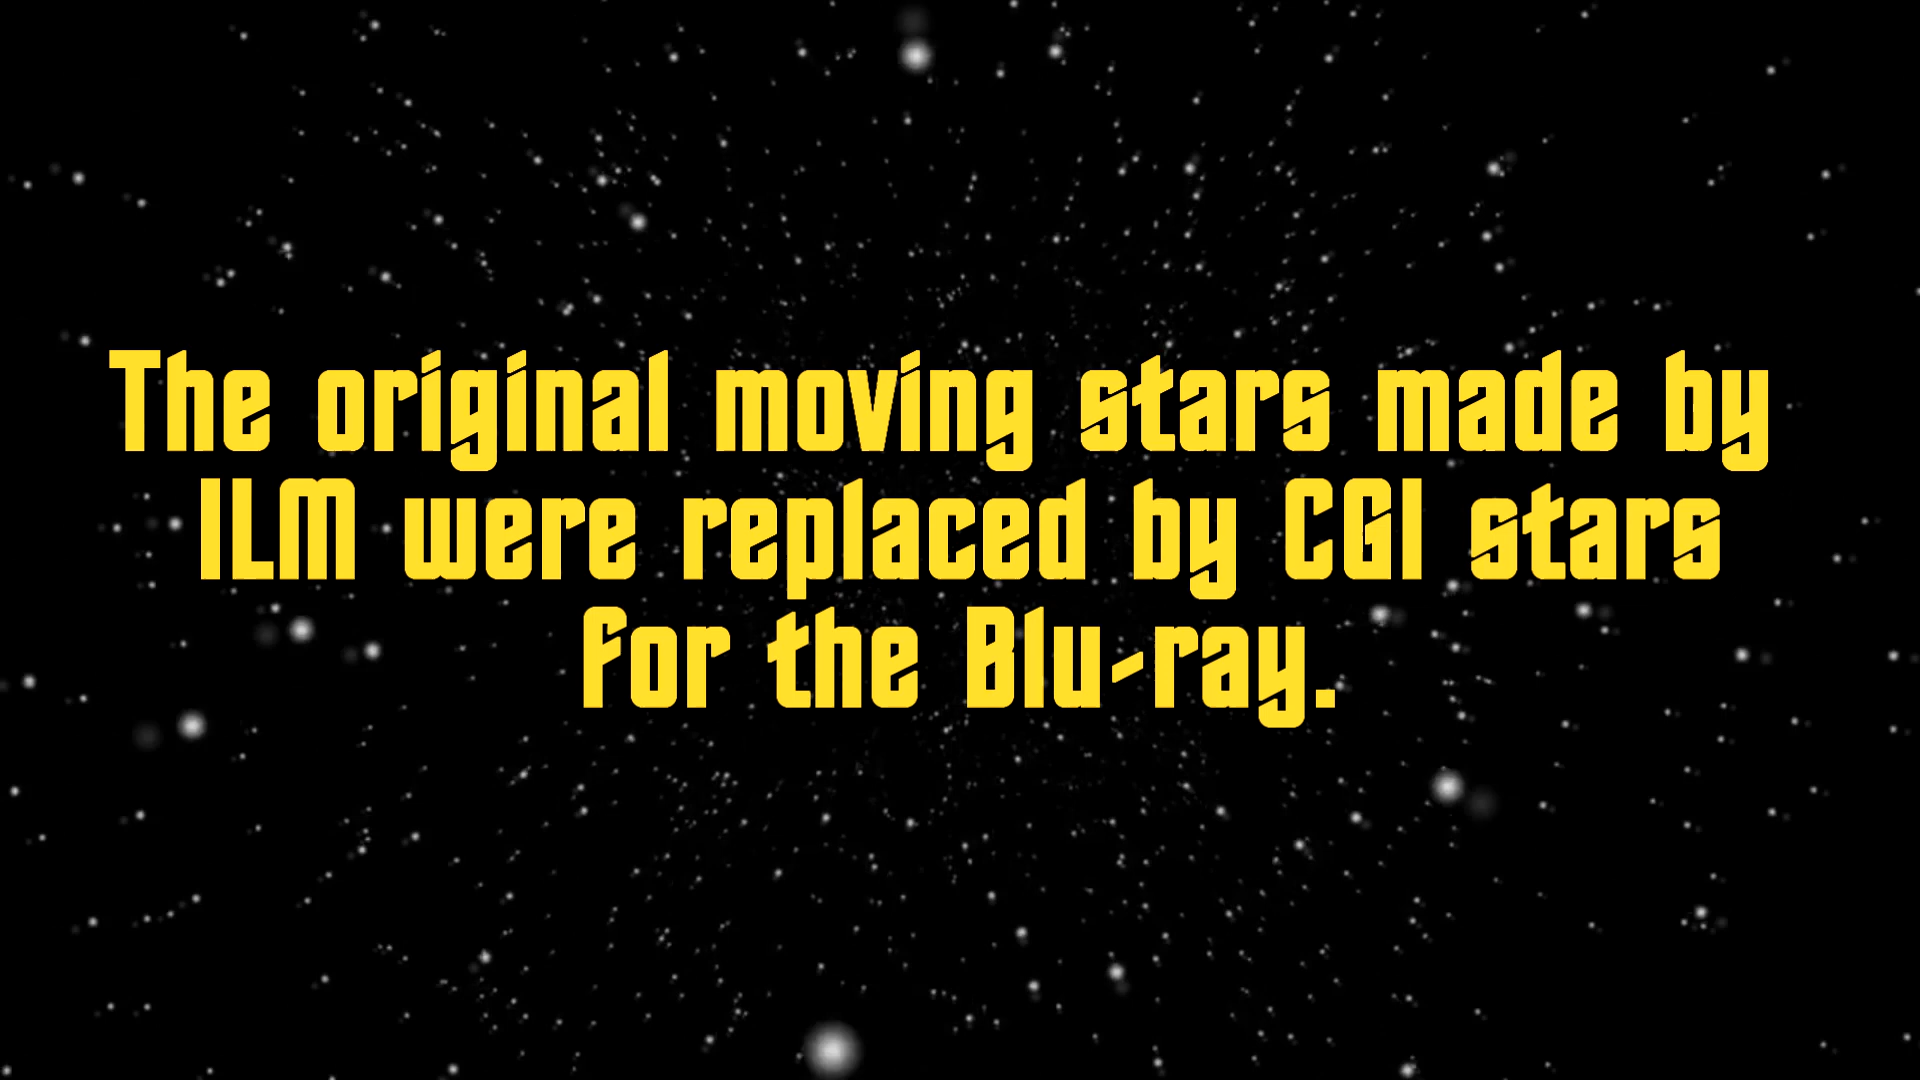 The original moving stars made by
ILM were replaced by CGI stars
for the Blu-ray.